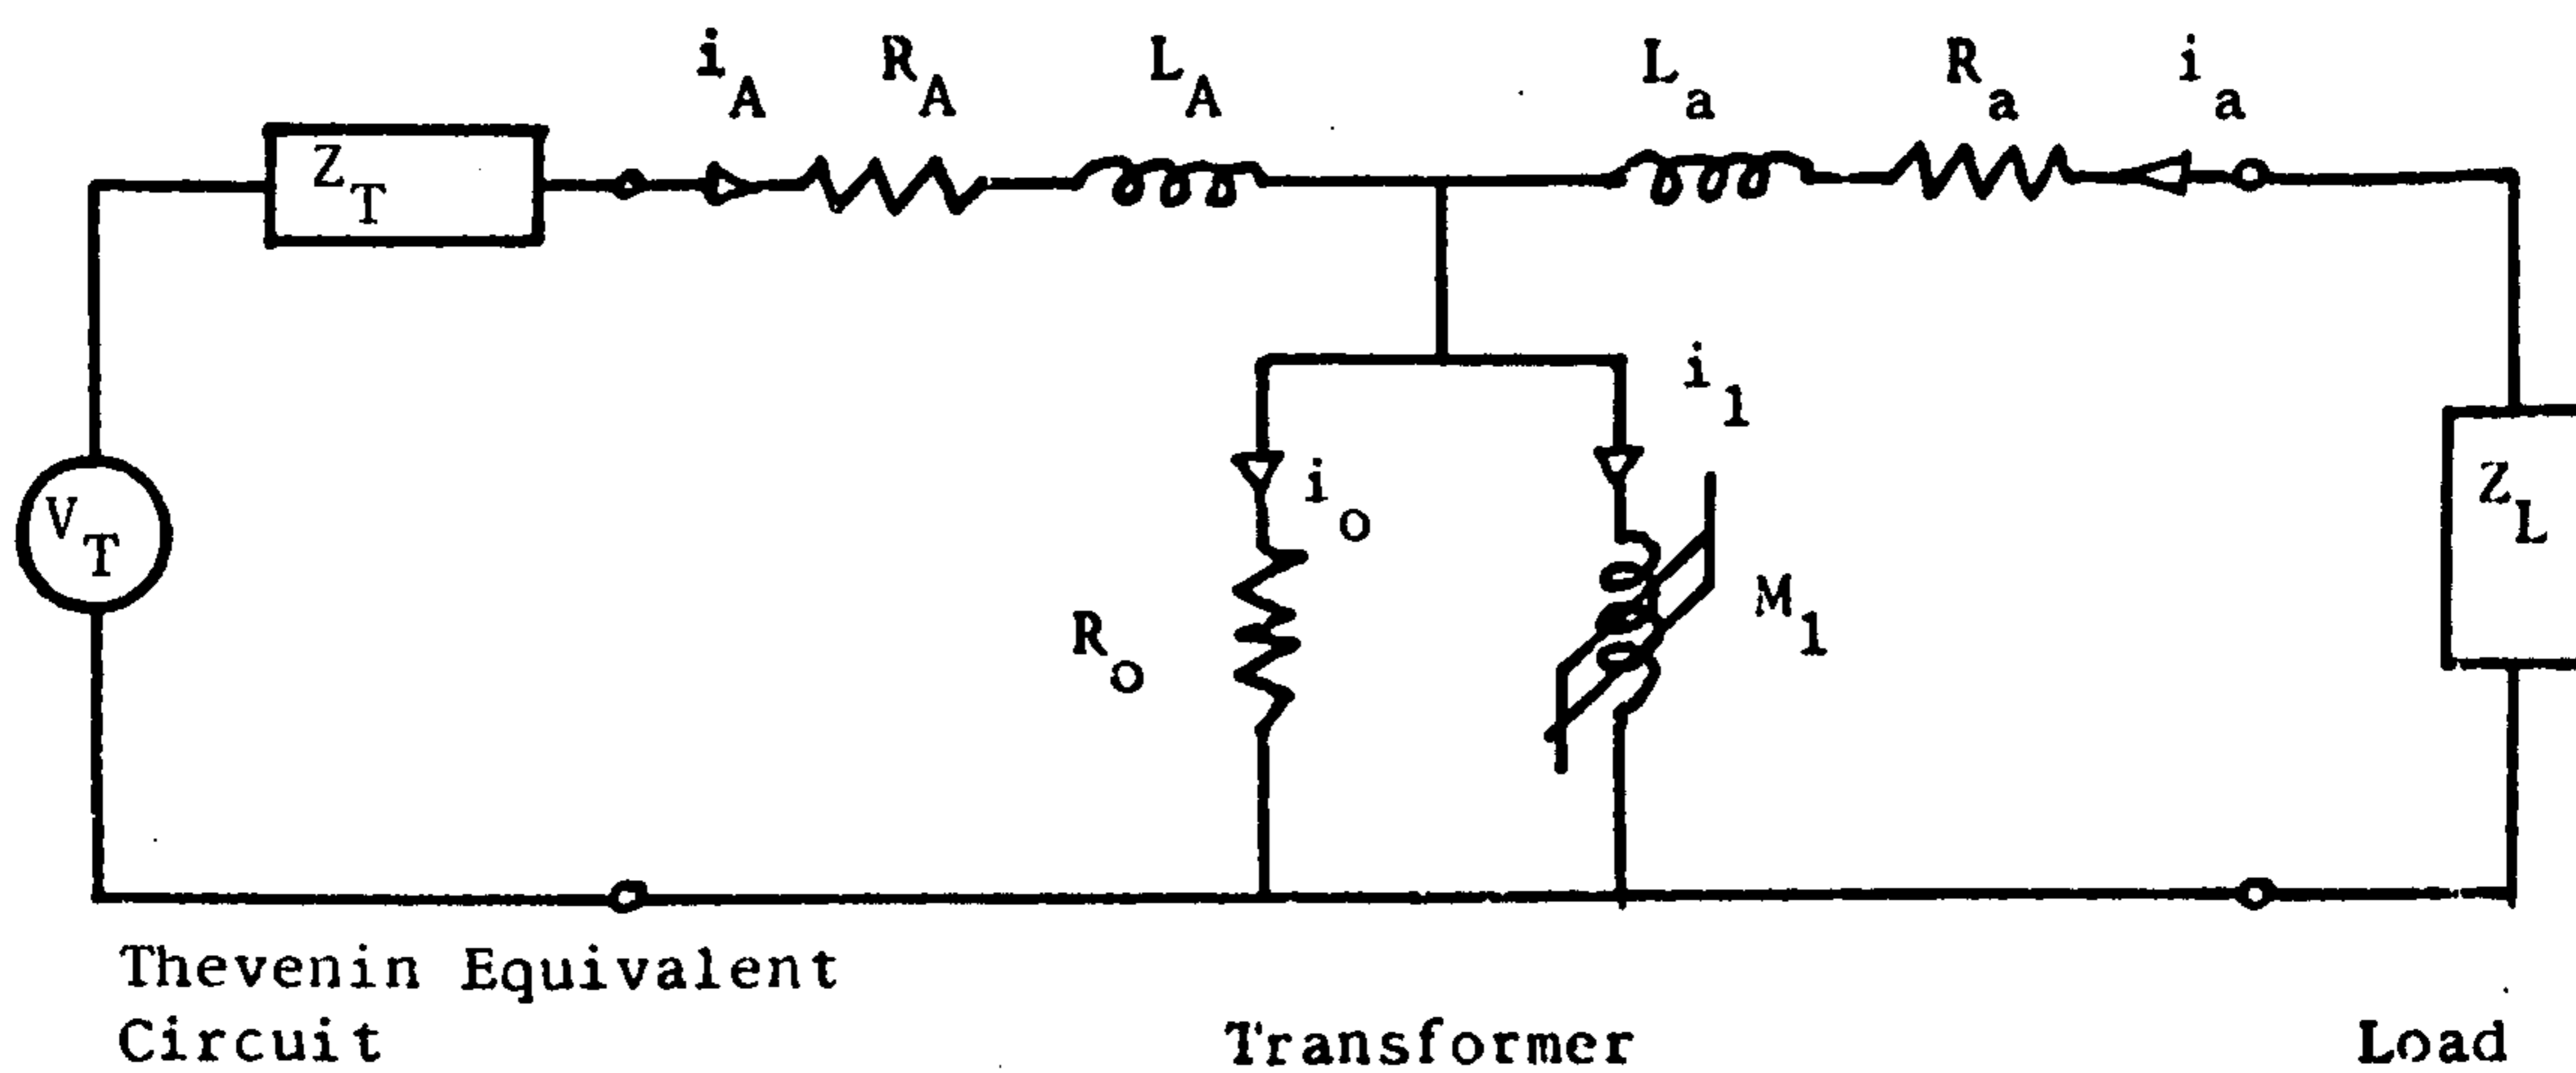 i_A R_A L_A L_a R_a i_a
Z_T
i_1
V_T i_o Z_L
R_o M_1
Thevenin Equivalent
Circuit
Transformer Load